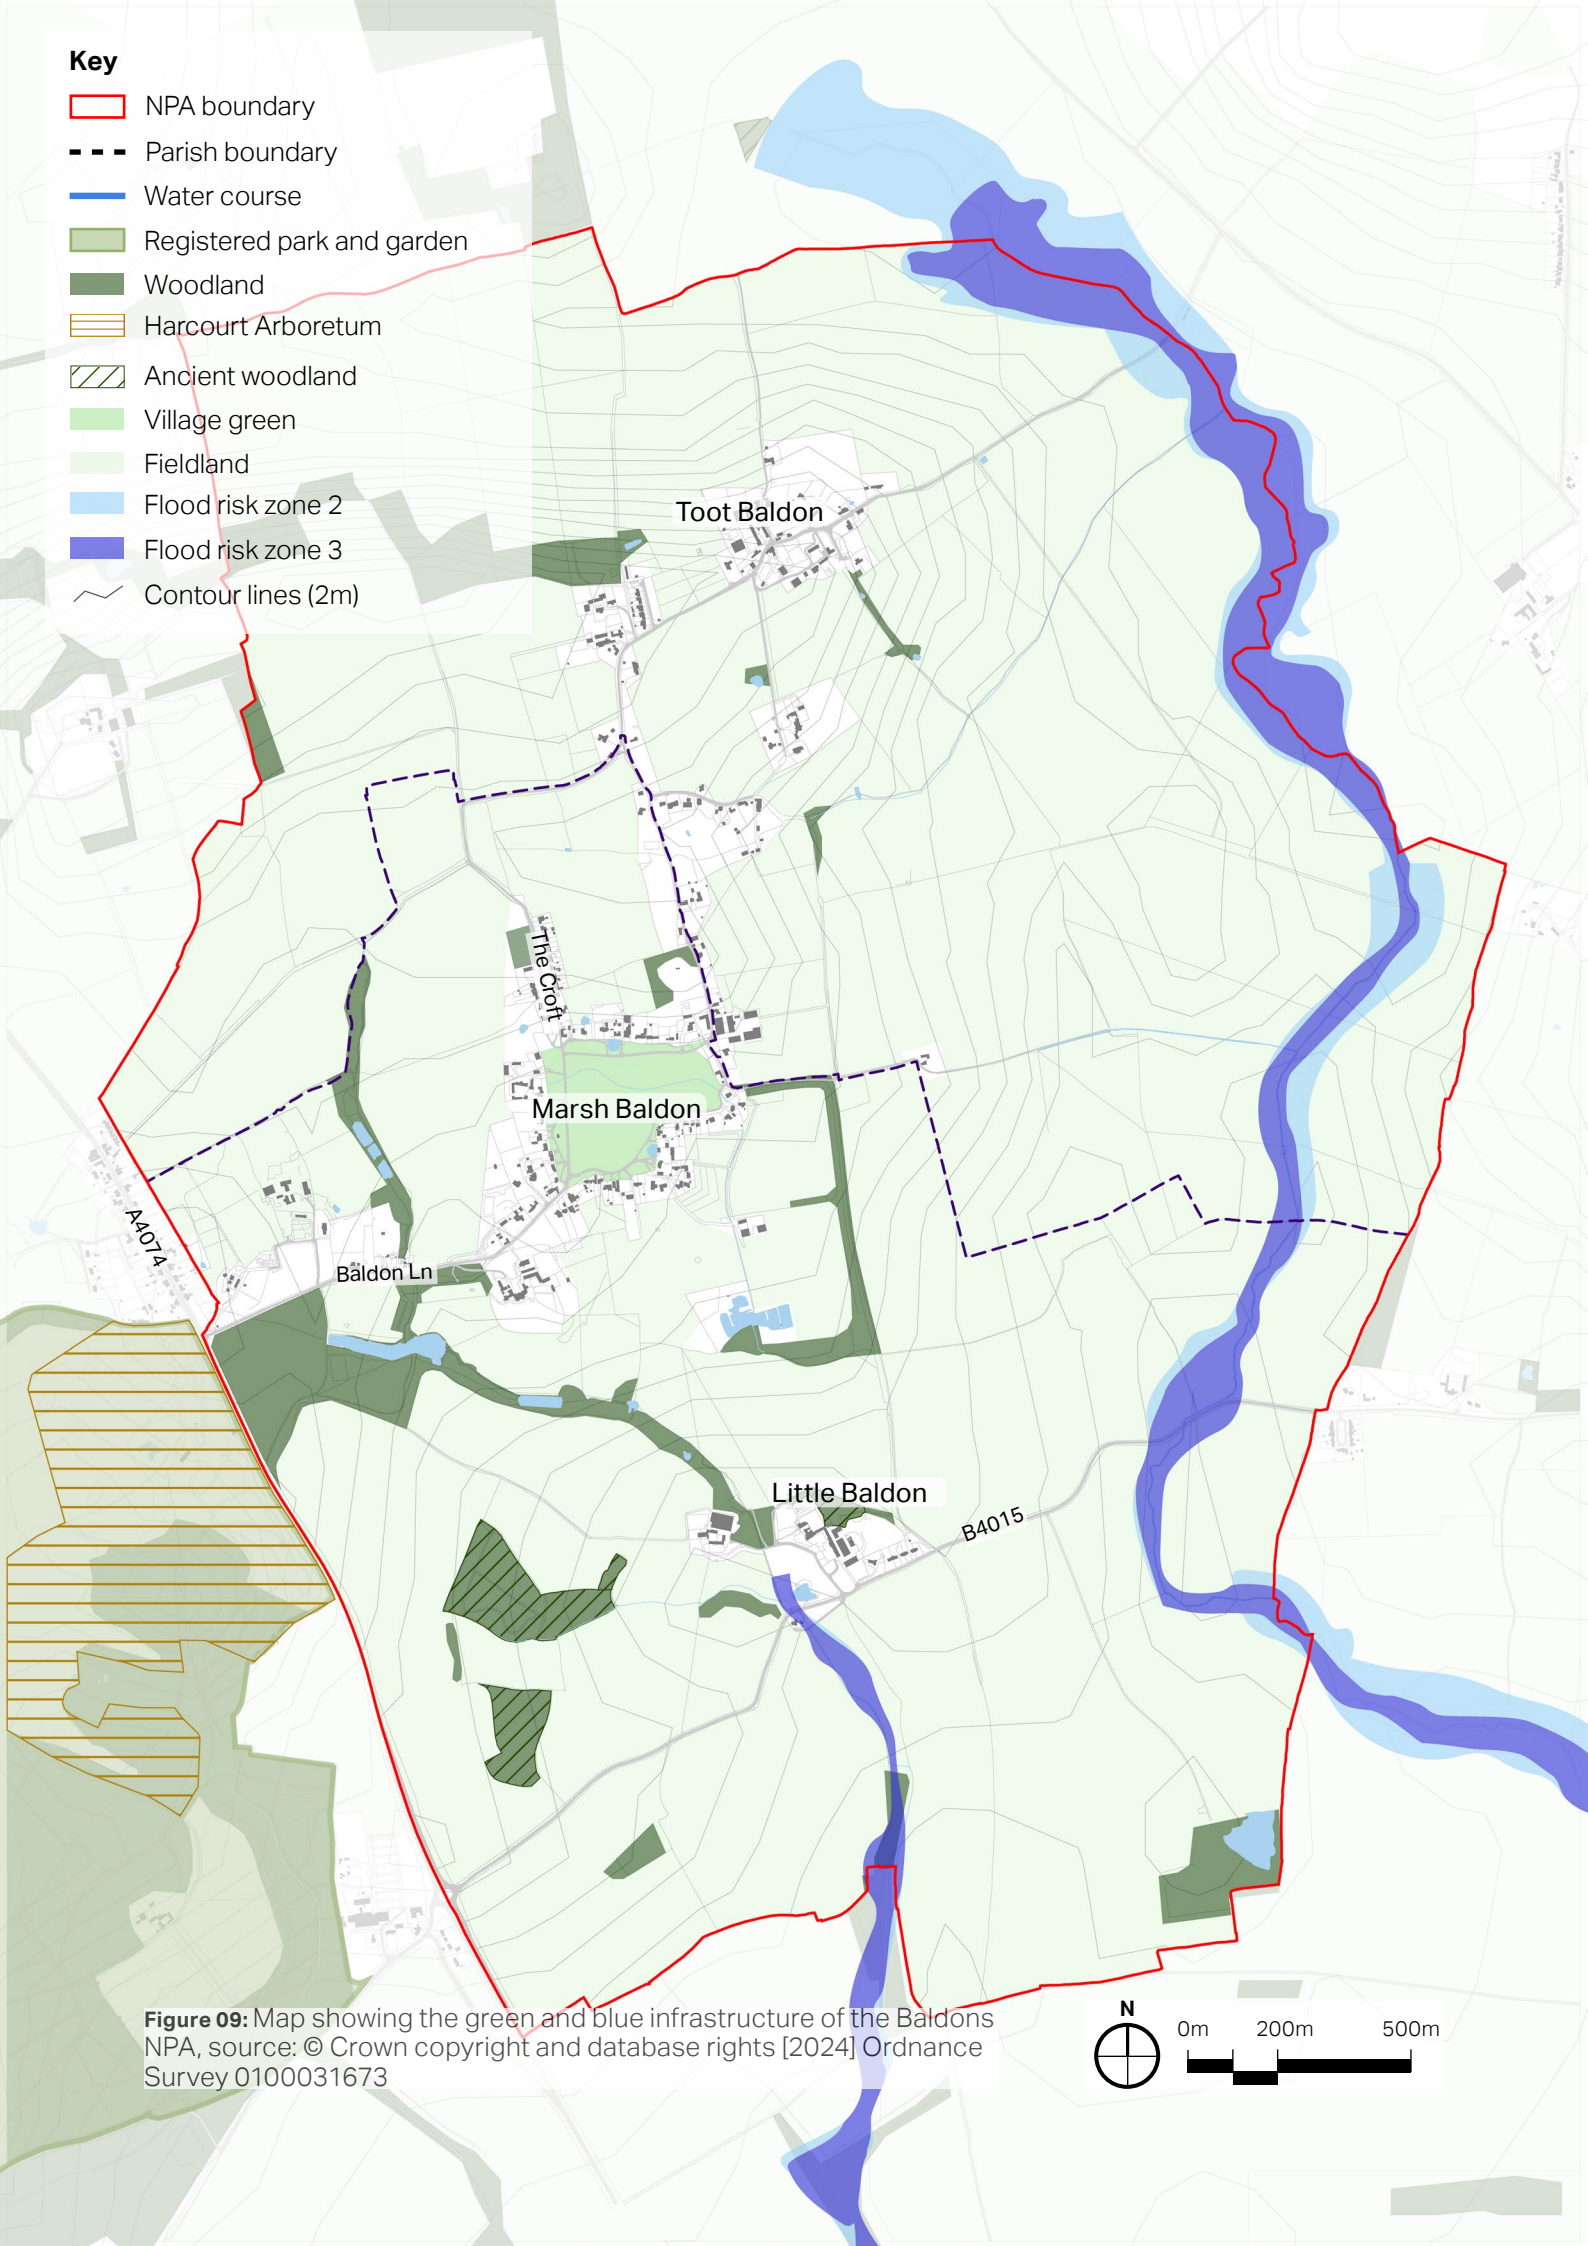 Key
NPA boundary
Parish boundary
Water course
Registered park and garden
Woodland
Harcourt Arboretum
Ancient woodland
Village green
Fieldland
Flood risk zone 2
Flood risk zone 3
Contour lines (2m)
Toot Baldon
The Croft
Marsh Baldon
A4074
Baldon Ln
Little Baldon
B4015
Figure 09: Map showing the green and blue infrastructure of the Baldons
NPA, source: © Crown copyright and database rights [2024] Ordnance
Survey 0100031673
N
0m 200m 500m